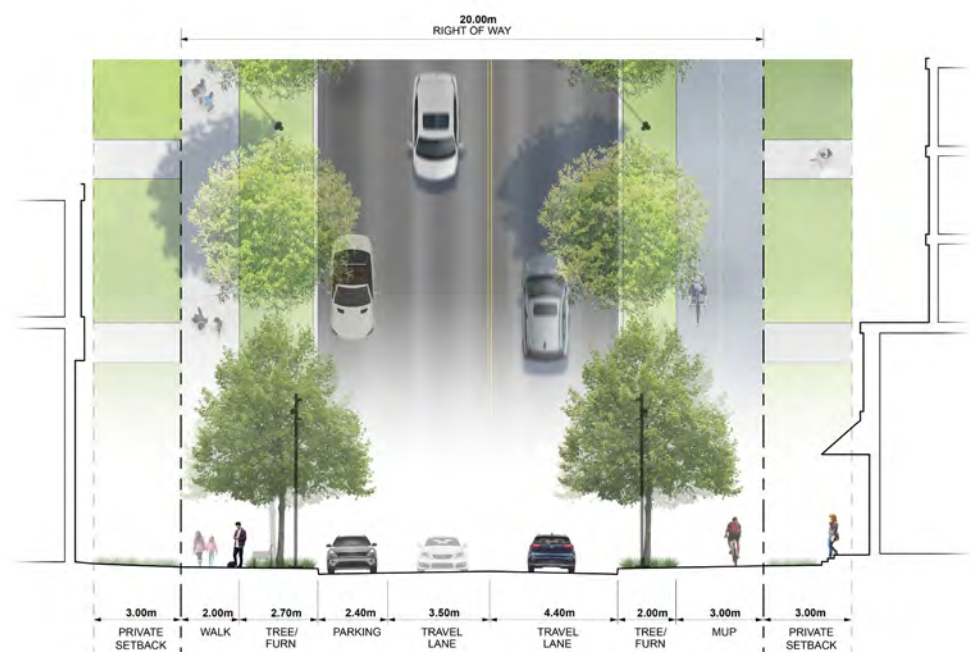 20.00m
RIGHT OF WAY
3.00m 2.00m 2.70m 2.40m 3.50m 4.40m 2.00m 3.00m 3.00m
PRIVATE WALK TREE/ PARKING TRAVEL TRAVEL TREE/ MUP PRIVATE
SETBACK FURN LANE LANE FURN SETBACK